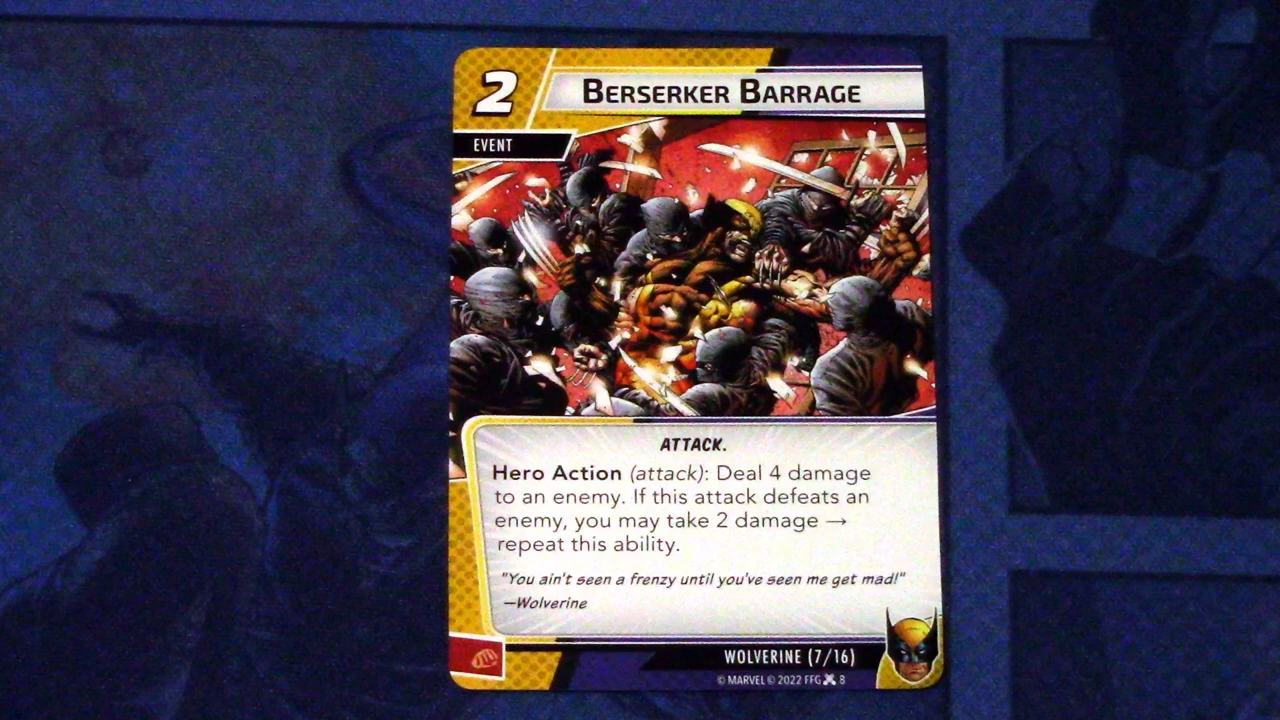 2
BERSERKER BARRAGE
EVENT
ATTACK.
Hero Action (attack): Deal 4 damage
to an enemy. If this attack defeats an
enemy, you may take 2 damage →
repeat this ability.
"You ain't seen a frenzy until you've seen me get mad!"
—Wolverine
WOLVERINE (7/16)
© MARVEL © 2022 FFG 8